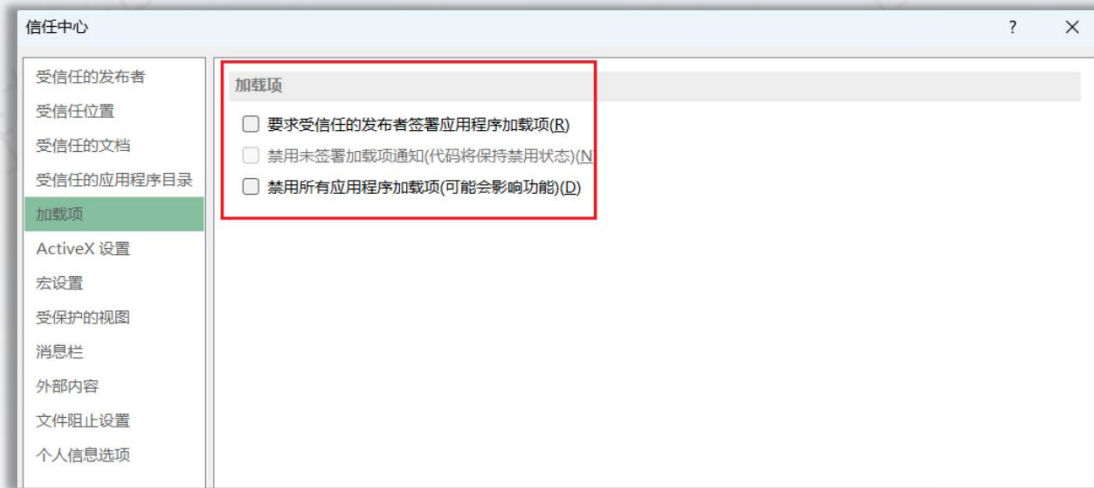 信任中心
?
受信任的发布者
受信任位置
受信任的文档
受信任的应用程序目录
加载项
ActiveX 设置
宏设置
受保护的视图
消息栏
外部内容
文件阻止设置
个人信息选项
加载项
要求受信任的发布者签署应用程序加载项(R)
禁用未签署加载项通知(代码将保持禁用状态)(N
禁用所有应用程序加载项(可能会影响功能)(D)